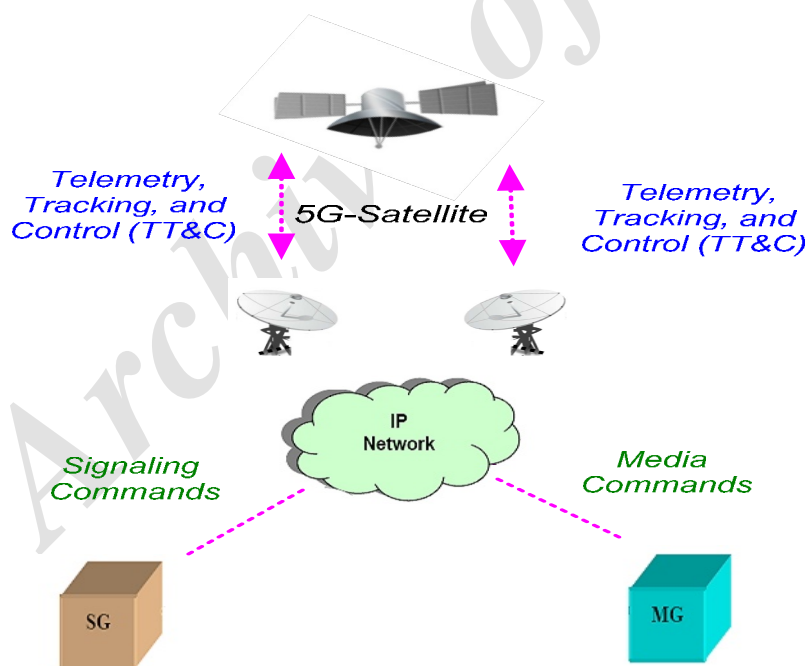 Telemetry,
Tracking, and
Control (TT&C)
5G-Satellite
Telemetry,
Tracking, and
Control (TT&C)
IP
Network
Signaling
Commands
Media
Commands
SG
MG
Archiv